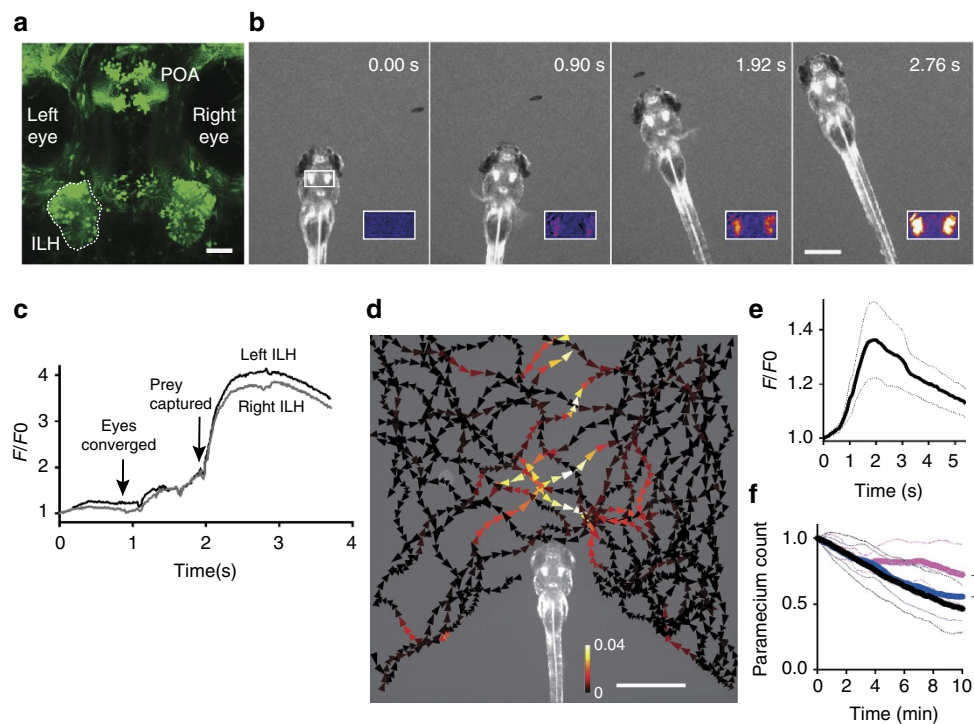 a
POA
Left eye
Right eye
ILH
b
0.00 s
0.90 s
1.92 s
2.76 s
c
F/F0
4
3
2
1
0
1
2
3
4
Time(s)
Eyes converged
Prey captured
Left ILH
Right ILH
d
0.04
0
e
F/F0
1.4
1.2
1.0
0
1
2
3
4
5
Time (s)
f
Paramecium count
1.0
0.5
0.0
0
2
4
6
8
10
Time (min)